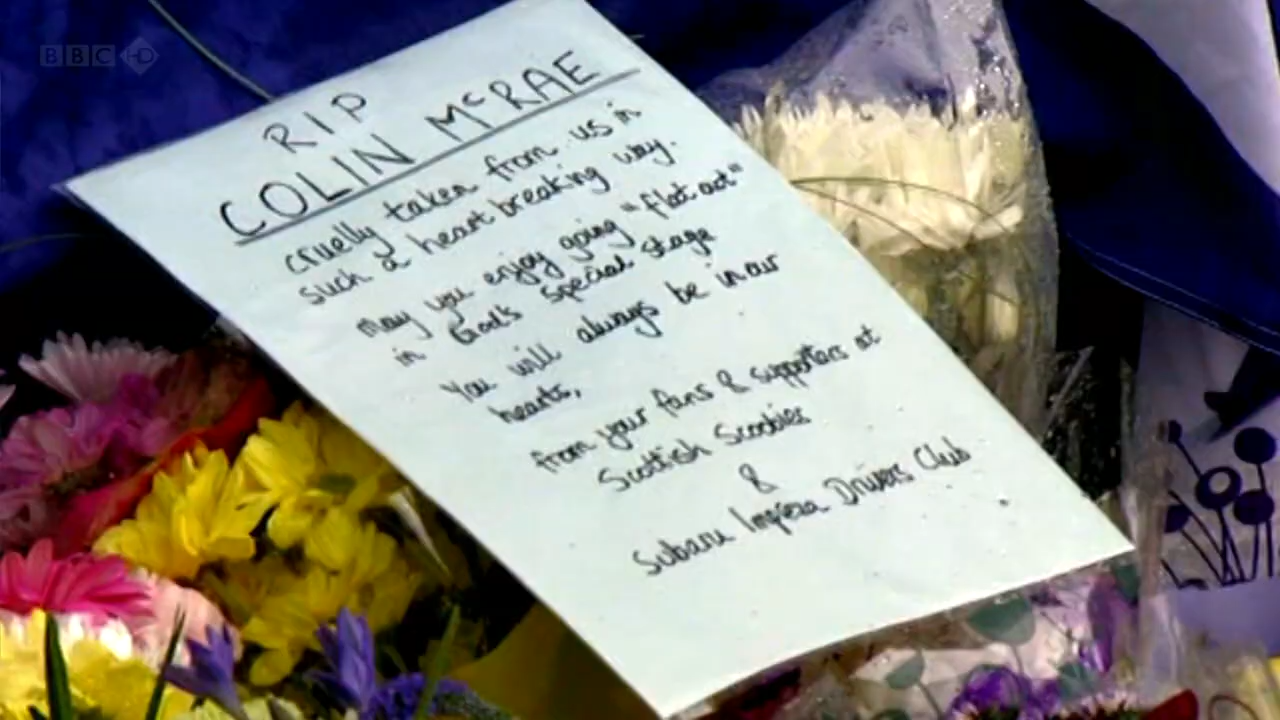 BBC HD
RIP
COLIN McRAE
cruelly taken from us in
such a heart breaking way.
May you enjoy going "flat out"
in God's special stage
You will always be in our
hearts,
from your fans & supporters at
Scottish Scoobies
&
Subaru Impreza Drivers Club